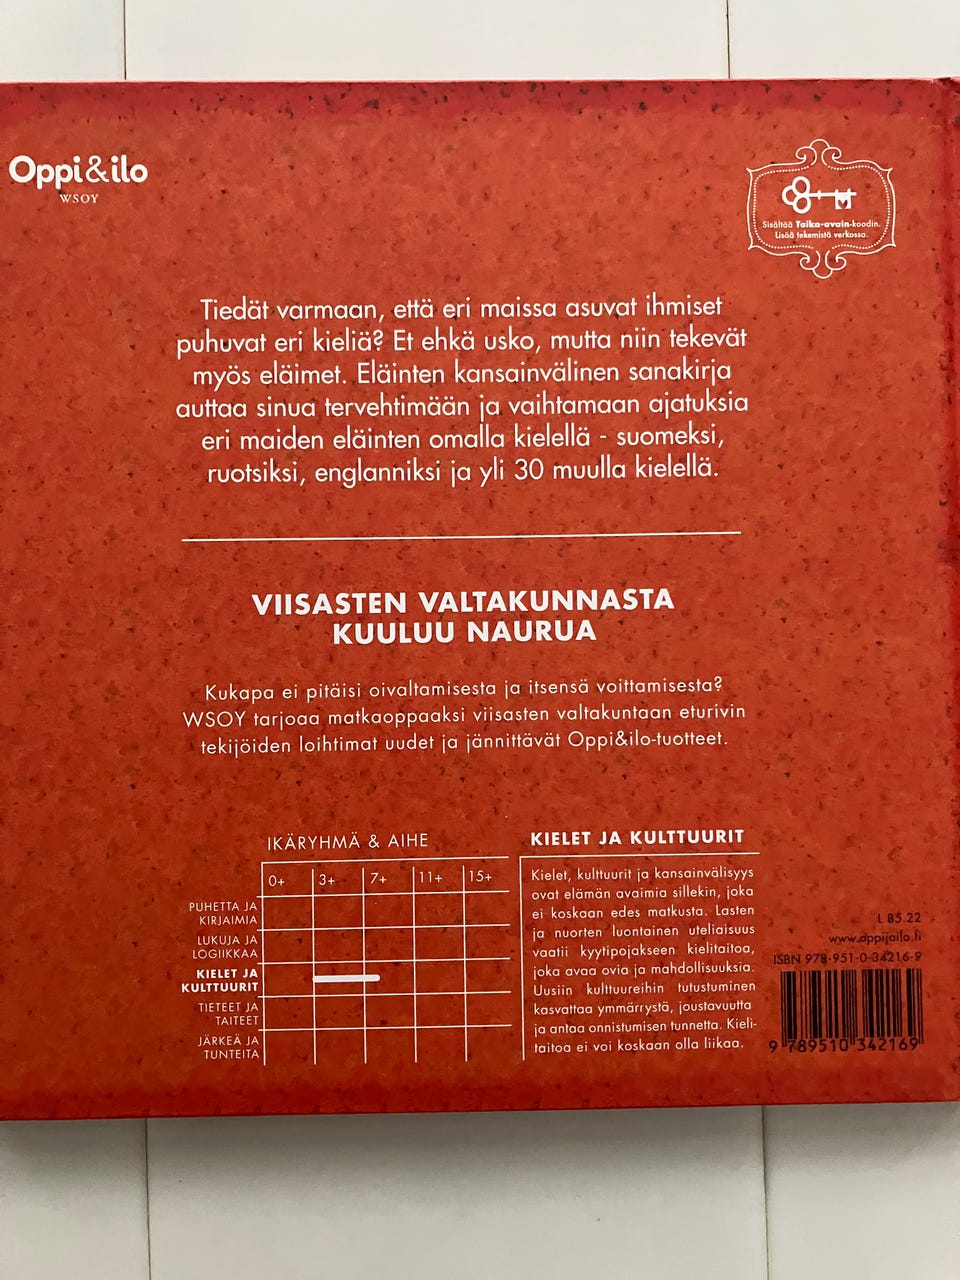 Oppi&ilo
WSOY
Sisältää Taika-avain-koodin.
Lisää tekemistä verkossa.
Tiedät varmaan, että eri maissa asuvat ihmiset
puhuvat eri kieliä? Et ehkä usko, mutta niin tekevät
myös eläimet. Eläinten kansainvälinen sanakirja
auttaa sinua tervehtimään ja vaihtamaan ajatuksia
eri maiden eläinten omalla kielellä - suomeksi,
ruotsiksi, englanniksi ja yli 30 muulla kielellä.
VIISASTEN VALTAKUNNASTA
KUULUU NAURUA
Kukapa ei pitäisi oivaltamisesta ja itsensä voittamisesta?
WSOY tarjoaa matkaoppaaksi viisasten valtakuntaan eturivin
tekijöiden loihtimat uudet ja jännittävät Oppi&ilo-tuotteet.
IKÄRYHMÄ & AIHE
0+ 3+ 7+ 11+ 15+
PUHETTA JA
KIRJAIMIA
LUKUJA JA
LOGIIKKAA
KIELET JA
KULTTUURIT
TIETEET JA
TAITEET
JÄRKEÄ JA
TUNTEITA
KIELET JA KULTTUURIT
Kielet, kulttuurit ja kansainvälisyys
ovat elämän avaimia sillekin, joka
ei koskaan edes matkusta. Lasten
ja nuorten luontainen uteliaisuus
vaatii kyytipojakseen kielitaitoa,
joka avaa ovia ja mahdollisuuksia.
Uusiin kulttuureihin tutustuminen
kasvattaa ymmärrystä, joustavuutta
ja antaa onnistumisen tunnetta. Kieli-
taitoa ei voi koskaan olla liikaa.
L 85.22
www.oppijailo.fi
ISBN 978-951-0-34216-9
9 789510 342169